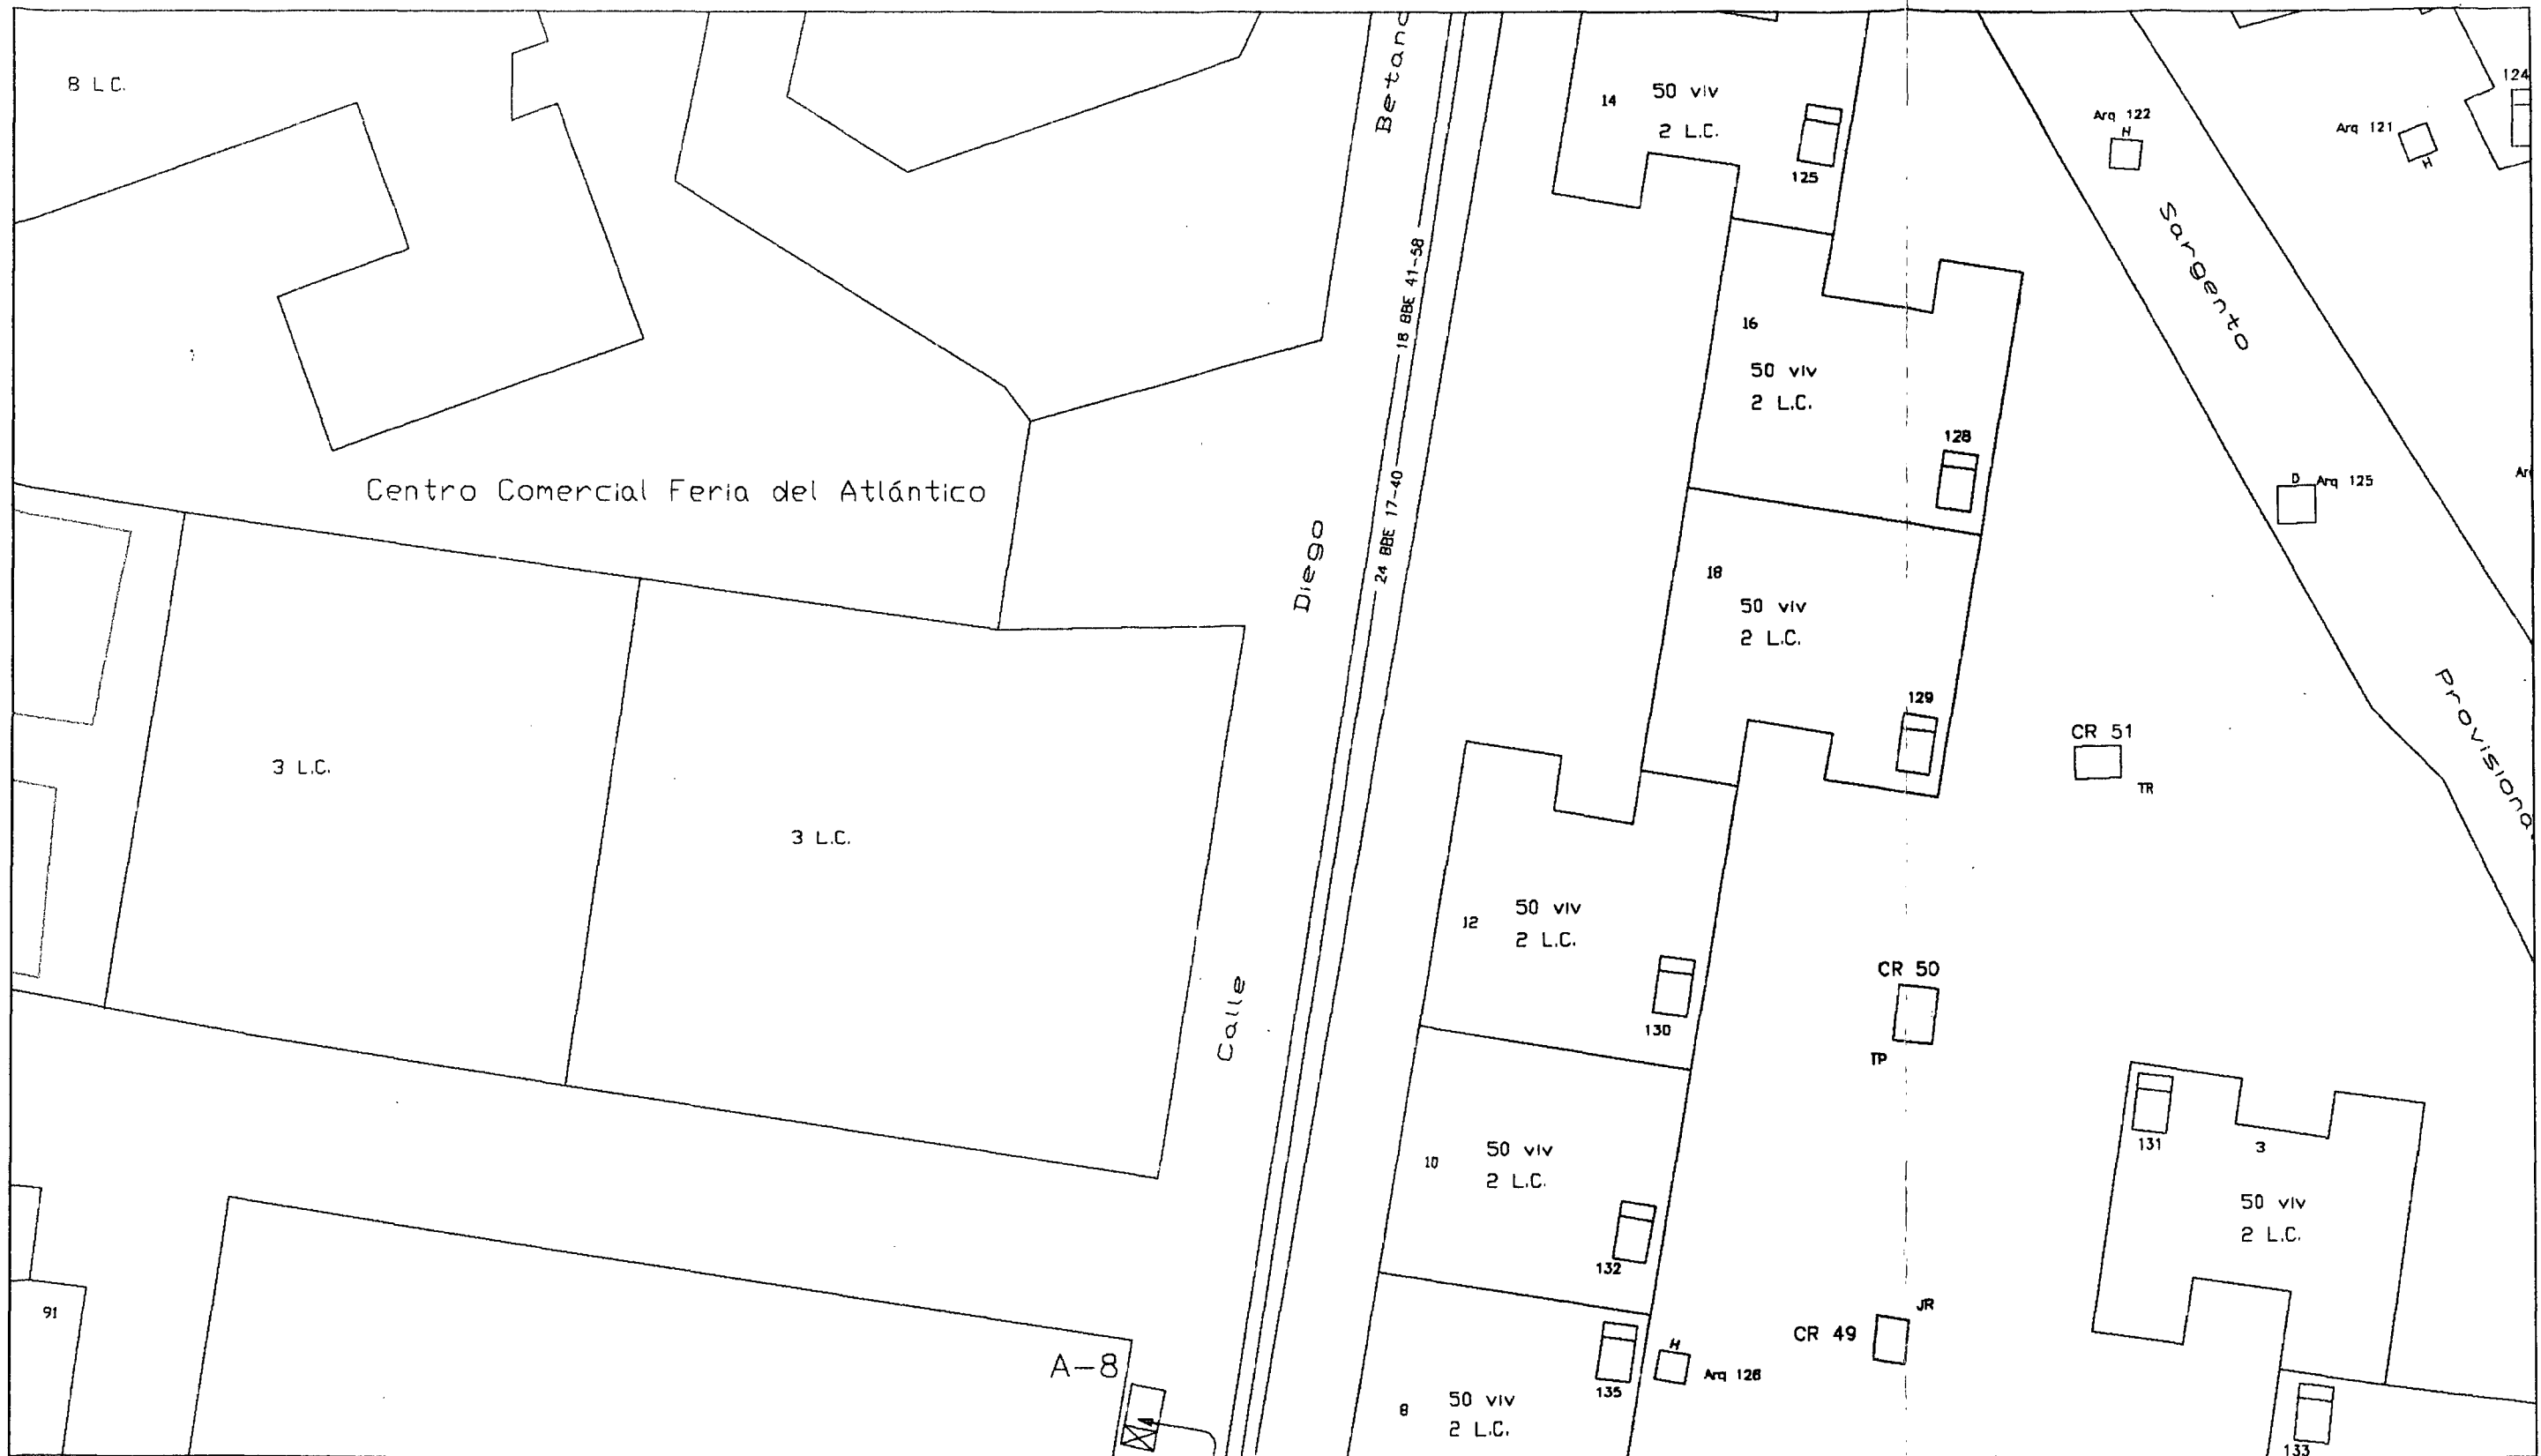 8 L.C.
Betanc
14
50 viv
2 L.C.
125
Arq 122
H
Arq 121
H
124
Sargento
18 BBE 41-58
16
50 viv
2 L.C.
128
24 BBE 17-40
D
Arq 125
Centro Comercial Feria del Atlántico
Diego
18
50 viv
2 L.C.
129
Provisiona
CR 51
TR
3 L.C.
3 L.C.
12
50 viv
2 L.C.
130
CR 50
TP
Calle
10
50 viv
2 L.C.
132
131
3
50 viv
2 L.C.
91
A-8
JR
CR 49
H
Arq 126
135
8
50 viv
2 L.C.
133